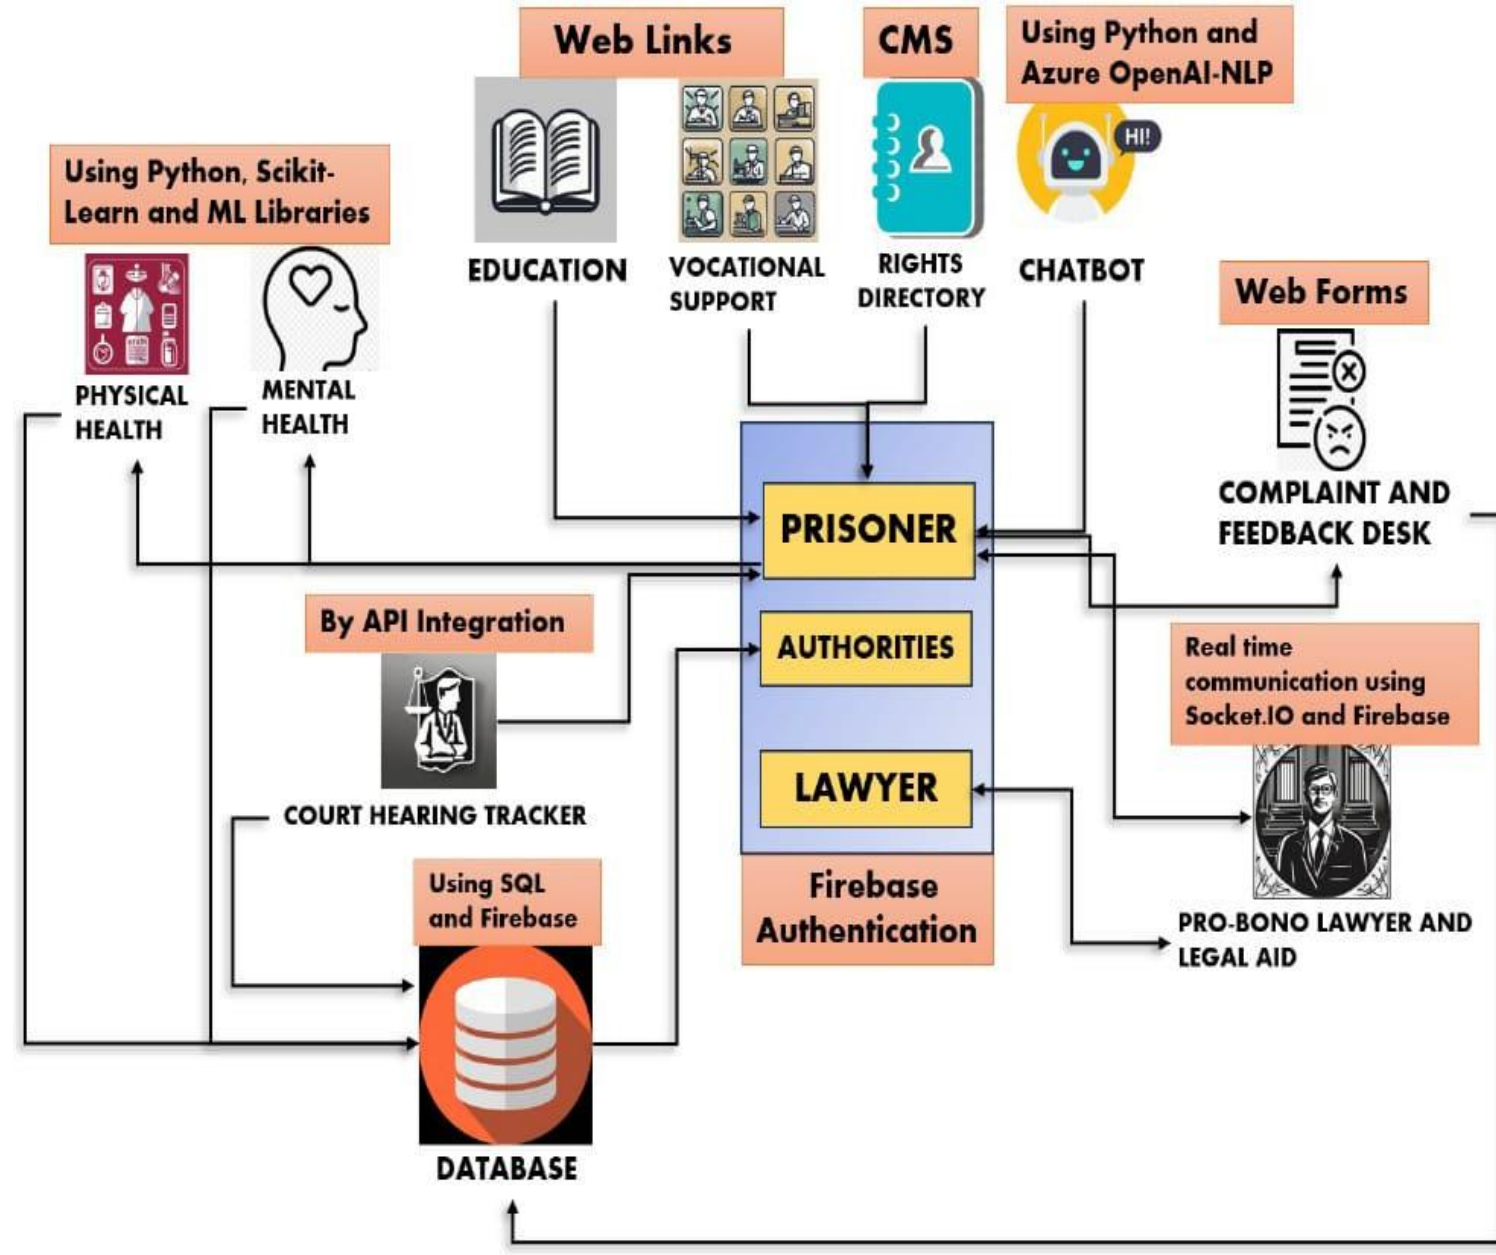 Web Links
CMS
Using Python and
Azure OpenAI-NLP
HI!
Using Python, Scikit-
Learn and ML Libraries
EDUCATION
VOCATIONAL
SUPPORT
RIGHTS
DIRECTORY
CHATBOT
Web Forms
PHYSICAL
HEALTH
MENTAL
HEALTH
COMPLAINT AND
FEEDBACK DESK
PRISONER
By API Integration
AUTHORITIES
Real time
communication using
Socket.IO and Firebase
LAWYER
COURT HEARING TRACKER
Using SQL
and Firebase
Firebase
Authentication
PRO-BONO LAWYER AND
LEGAL AID
DATABASE